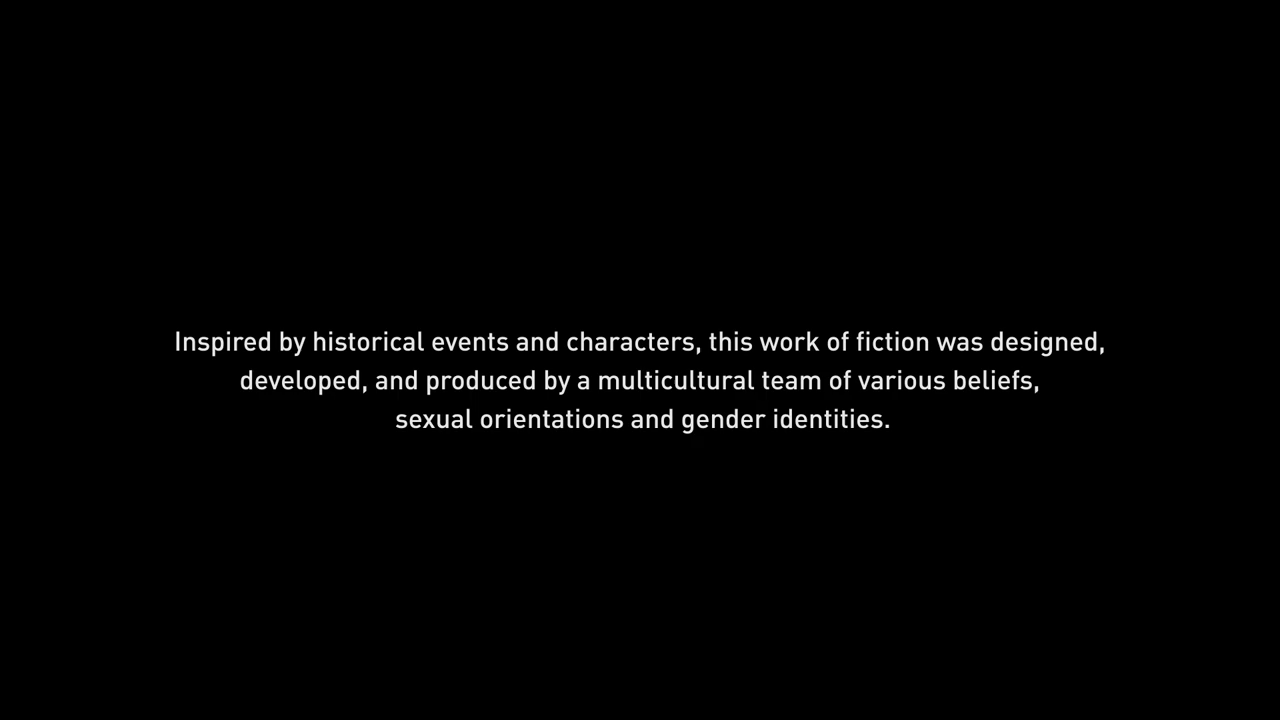 Inspired by historical events and characters, this work of fiction was designed,
developed, and produced by a multicultural team of various beliefs,
sexual orientations and gender identities.